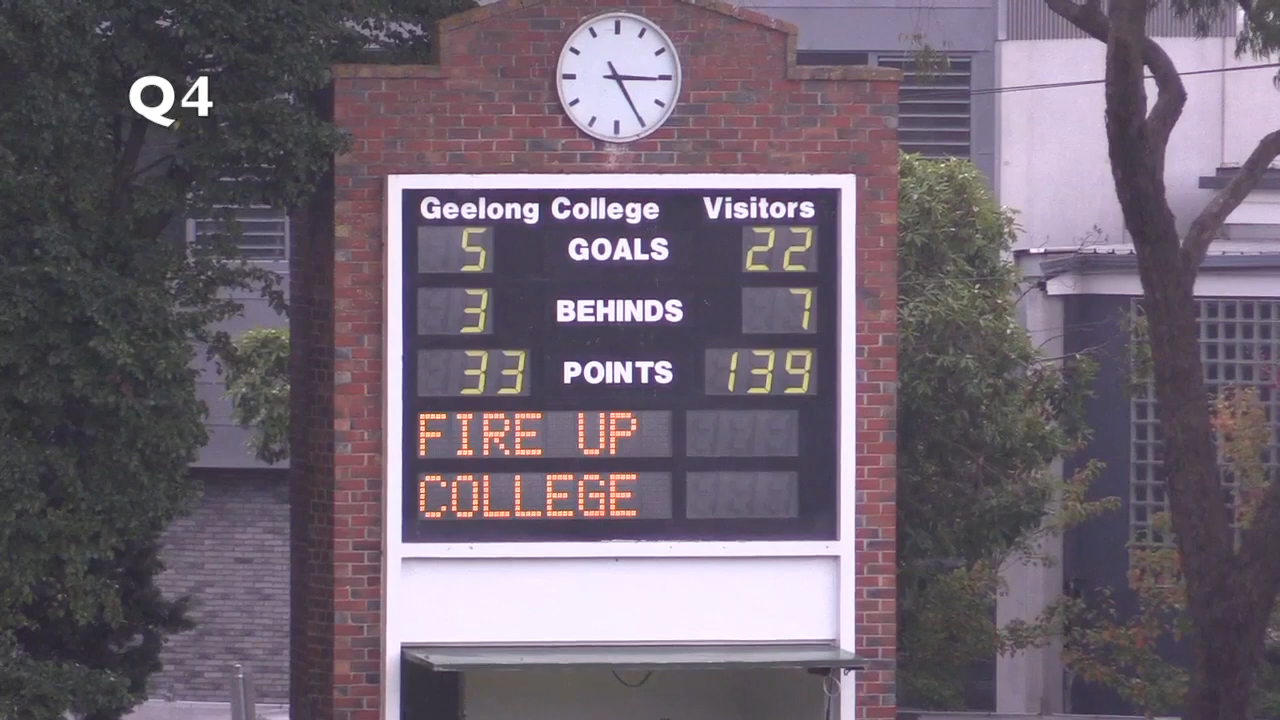 Q4
Geelong College Visitors
5 GOALS 22
3 BEHINDS 7
33 POINTS 139
FIRE UP
COLLEGE